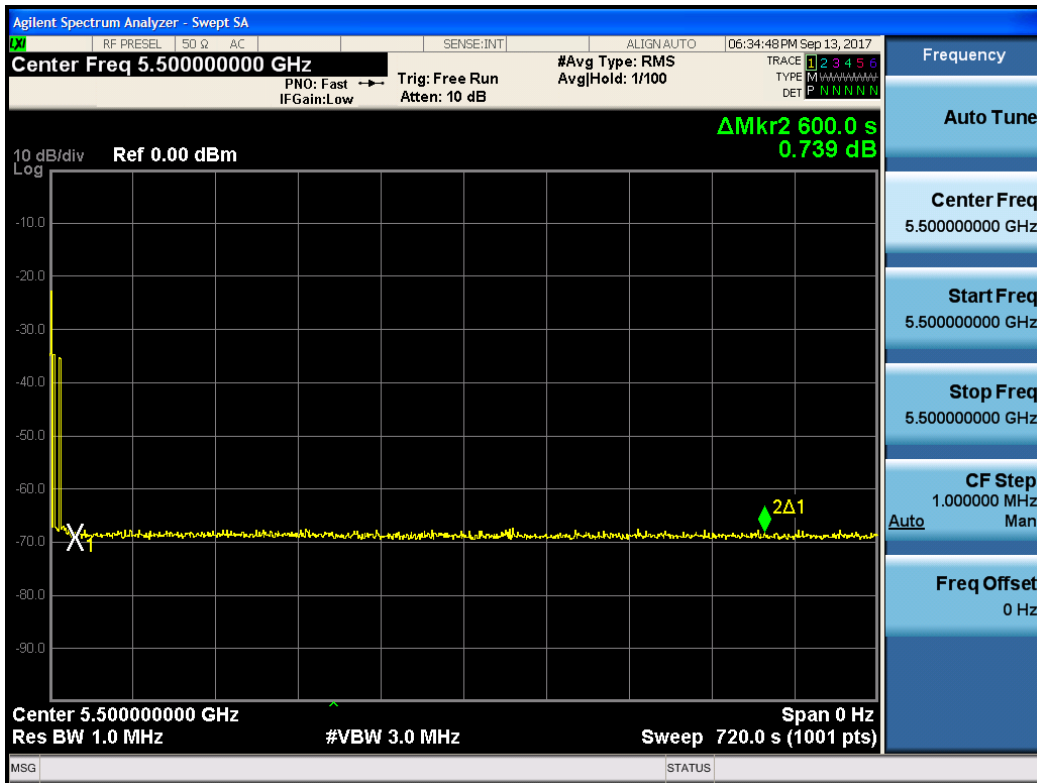 Agilent Spectrum Analyzer - Swept SA
LXI RF PRESEL 50 Ω AC SENSE:INT ALIGN AUTO 06:34:48 PM Sep 13, 2017
Center Freq 5.500000000 GHz
PNO: Fast
IFGain:Low
Trig: Free Run
Atten: 10 dB
#Avg Type: RMS
Avg|Hold: 1/100
TRACE 1 2 3 4 5 6
TYPE M
DET P N N N N N
ΔMkr2 600.0 s
0.739 dB
10 dB/div Ref 0.00 dBm
Log
-10.0
-20.0
-30.0
-40.0
-50.0
-60.0
2Δ1
-70.0
1
-80.0
-90.0
Center 5.500000000 GHz Span 0 Hz
Res BW 1.0 MHz #VBW 3.0 MHz Sweep 720.0 s (1001 pts)
MSG STATUS
Frequency
Auto Tune
Center Freq
5.500000000 GHz
Start Freq
5.500000000 GHz
Stop Freq
5.500000000 GHz
CF Step
1.000000 MHz
Auto Man
Freq Offset
0 Hz